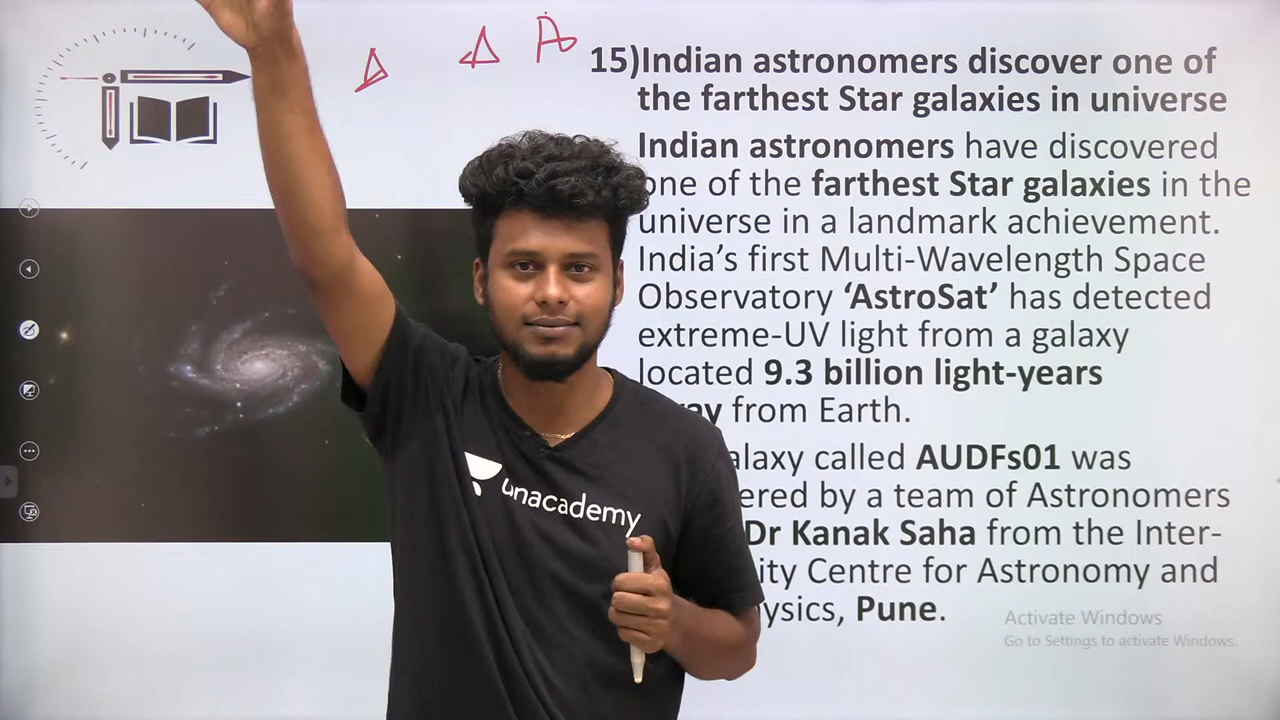 15)Indian astronomers discover one of
the farthest Star galaxies in universe
Indian astronomers have discovered
one of the farthest Star galaxies in the
universe in a landmark achievement.
India's first Multi-Wavelength Space
Observatory ‘AstroSat’ has detected
extreme-UV light from a galaxy
located 9.3 billion light-years
from Earth.
called AUDFs01 was
by a team of Astronomers
Dr Kanak Saha from the Inter-
Centre for Astronomy and
Pune.
Activate Windows
Go to Settings to activate Windows.
unacademy